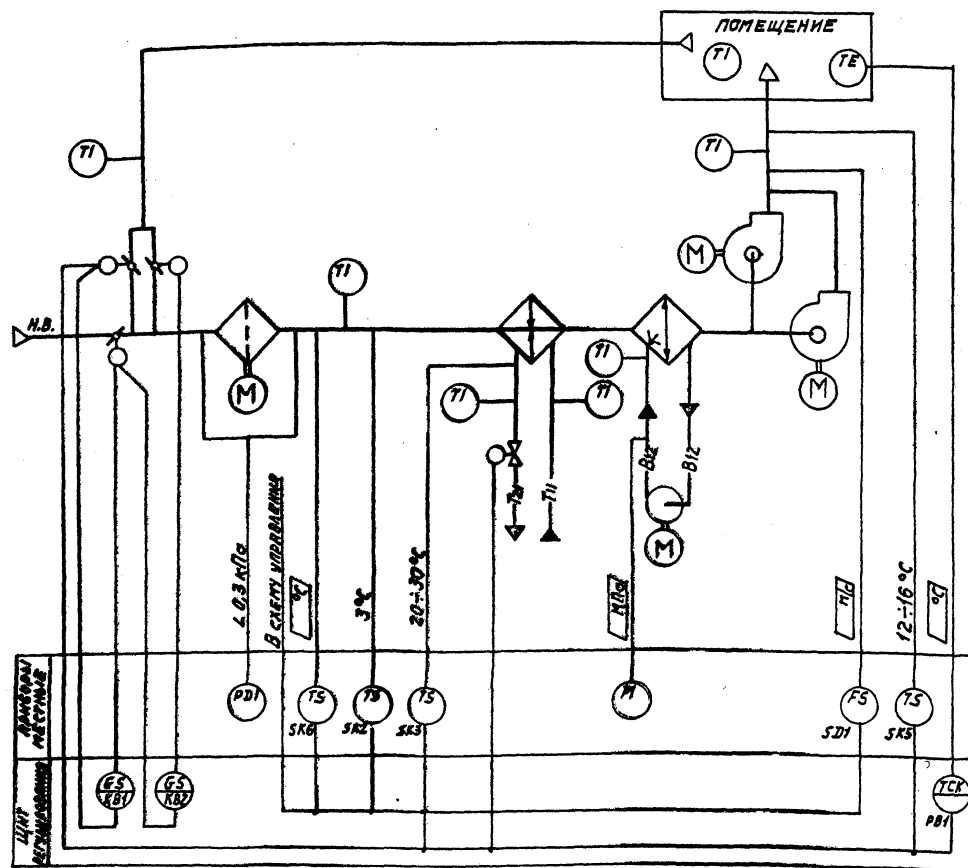 ПОМЕЩЕНИЕ
TI
TE
TI
TI
TI
M
Н.В.
M
M
TI
TI
TI
T21
T11
B12
B12
M
< 0,3 кПа
В СХЕМУ УПРАВЛЕНИЯ
°С
3°С
20÷30°С
МПа
12÷16°С
°С
ПРИБОРЫ МЕСТНЫЕ
PDI
TS
SK6
TS
SK2
TS
SK3
PI
FS
SD1
TS
SK5
ЩИТ РЕГУЛИРОВАНИЯ
GS
KB1
GS
KB2
TCK
PB1